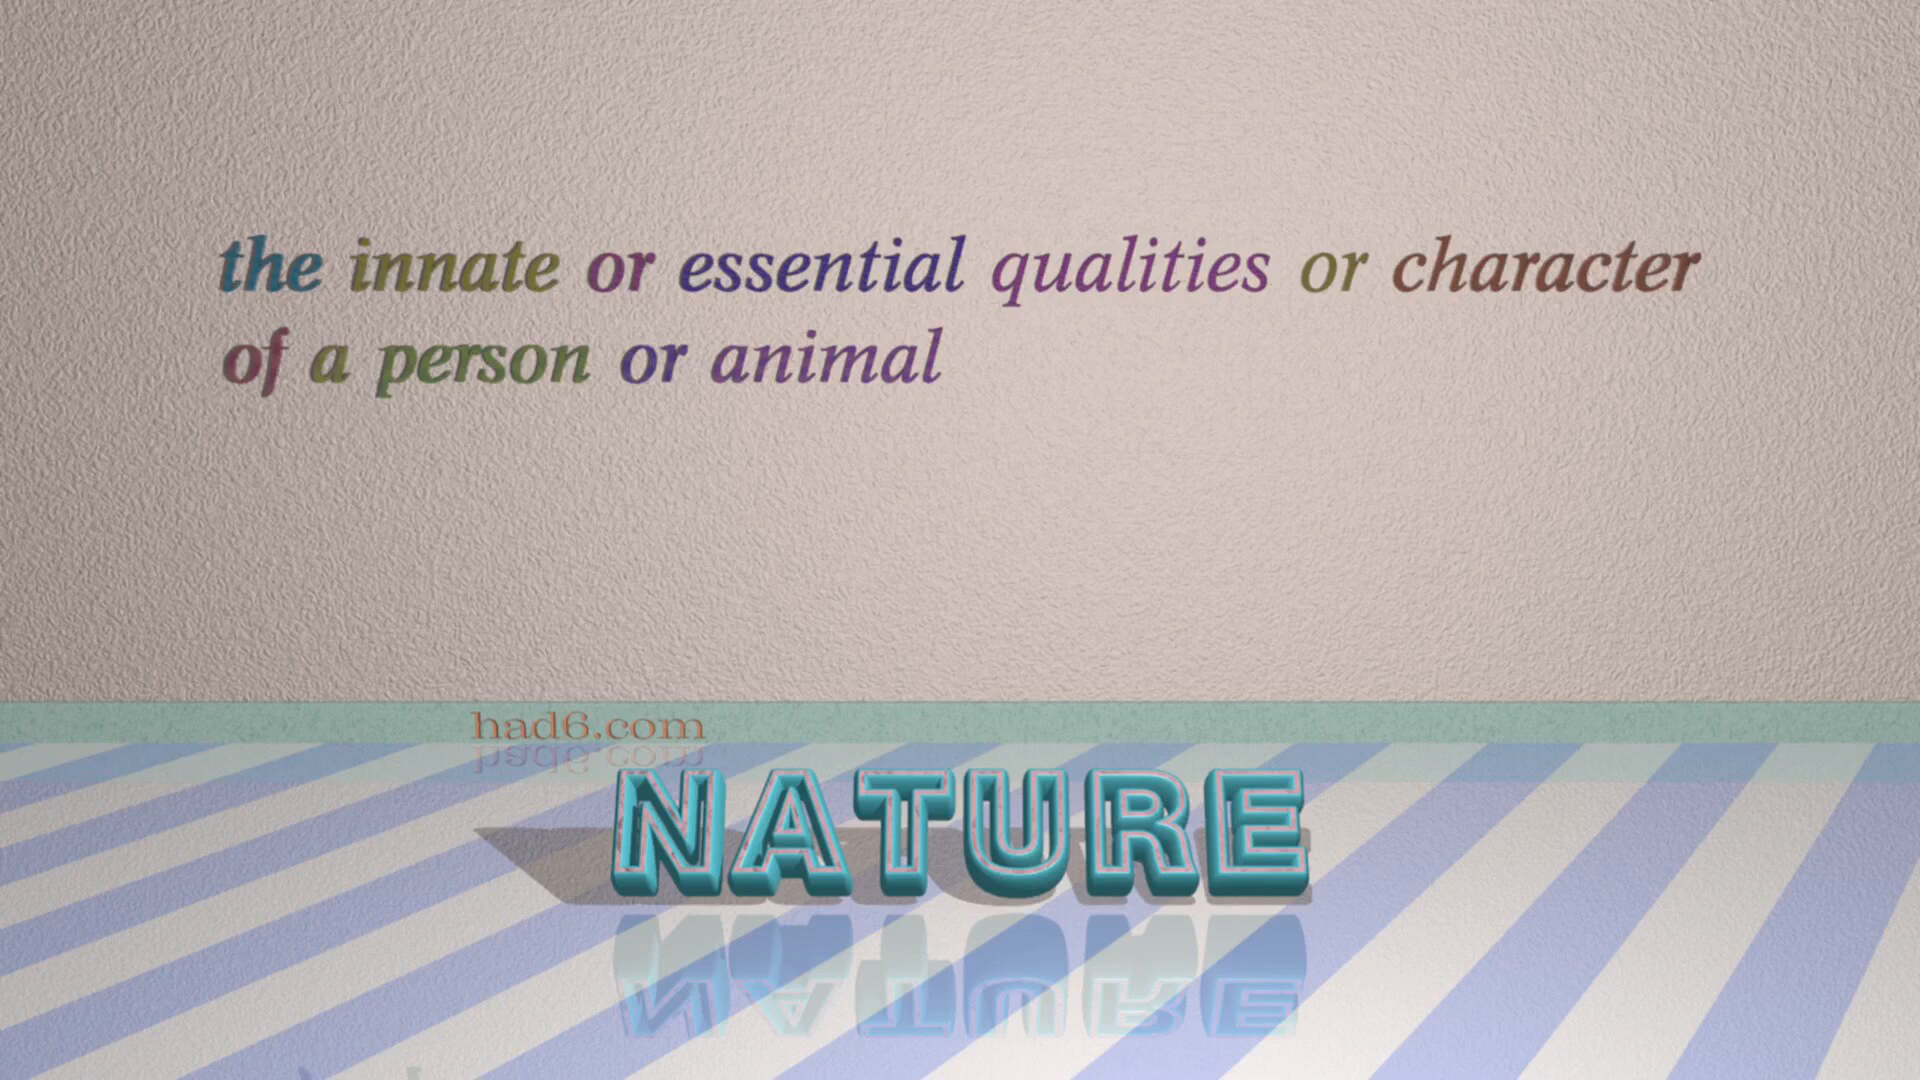 the innate or essential qualities or character
of a person or animal
had6.com
NATURE